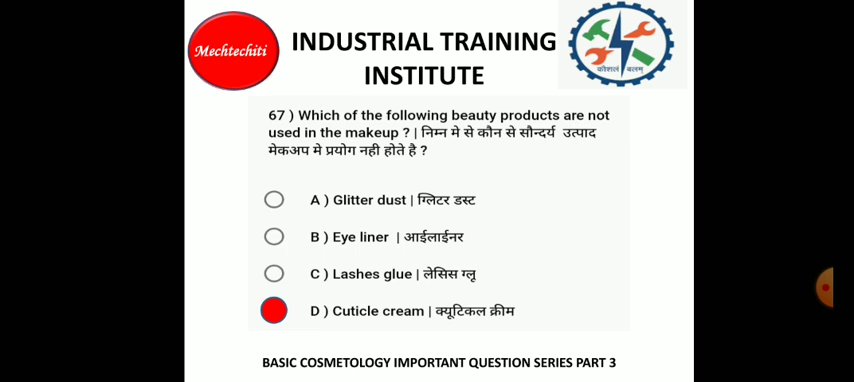 Mechtechiti
INDUSTRIAL TRAINING
INSTITUTE
कौशलं बलम्
67 ) Which of the following beauty products are not
used in the makeup ? | निम्न मे से कौन से सौन्दर्य उत्पाद
मेकअप मे प्रयोग नही होते है ?
A ) Glitter dust | ग्लिटर डस्ट
B ) Eye liner | आईलाईनर
C ) Lashes glue | लेसिस ग्लू
D ) Cuticle cream | क्यूटिकल क्रीम
BASIC COSMETOLOGY IMPORTANT QUESTION SERIES PART 3